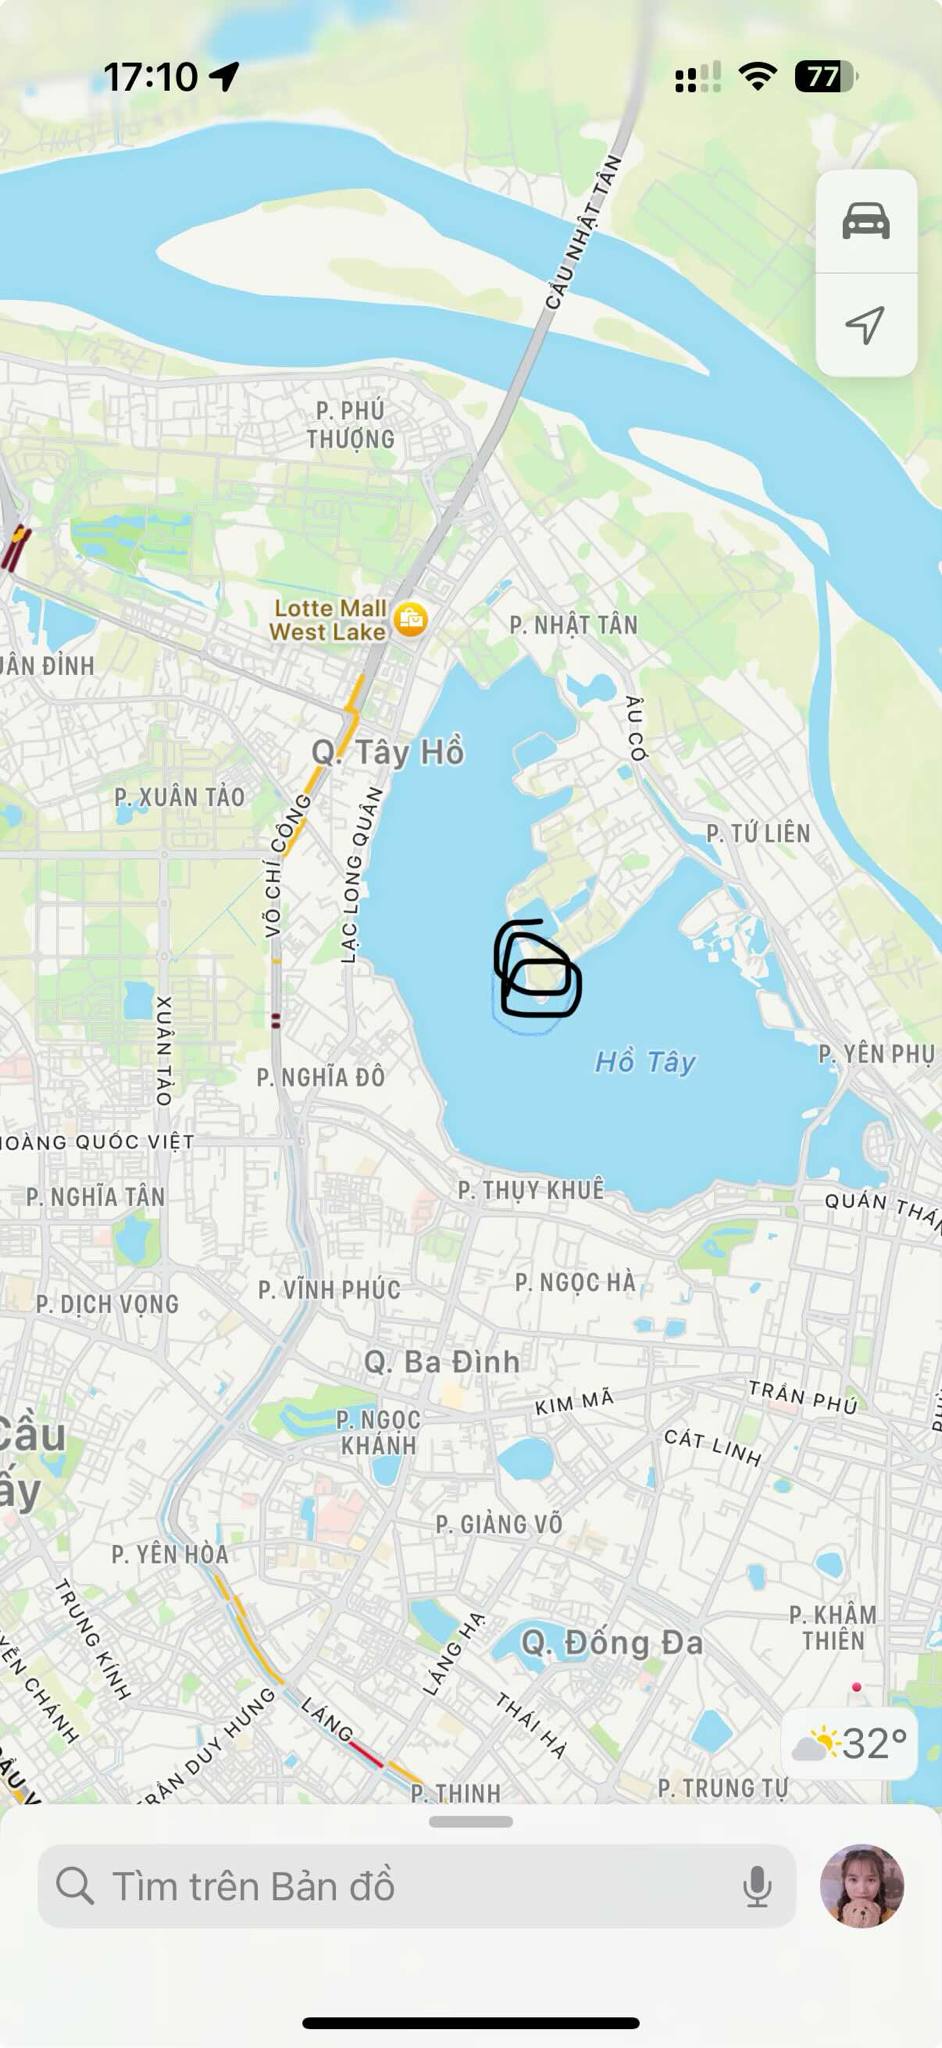 17:10
77
CẦU NHẬT TÂN
P. PHÚ
THƯỢNG
Lotte Mall
West Lake
P. NHẬT TÂN
ÂN ĐỈNH
ÂU CƠ
Q. Tây Hồ
P. XUÂN TẢO
P. TỨ LIÊN
VÕ CHÍ CÔNG
LẠC LONG QUÂN
XUÂN TẢO
Hồ Tây
P. YÊN PHỤ
P. NGHĨA ĐÔ
HOÀNG QUỐC VIỆT
P. NGHĨA TÂN
P. THỤY KHUÊ
QUÁN THÁN
P. VĨNH PHÚC
P. NGỌC HÀ
P. DỊCH VỌNG
Q. Ba Đình
KIM MÃ
TRẦN PHÚ
Cầu
ấy
P. NGỌC
KHÁNH
CÁT LINH
P. GIẢNG VÕ
P. YÊN HÒA
TRUNG KÍNH
P. KHÂM
THIÊN
YỄN CHÁNH
LÁNG HẠ
Q. Đống Đa
TRẦN DUY HƯNG
LÁNG
THÁI HÀ
32°
P. THỊNH
P. TRUNG TỰ
Tìm trên Bản đồ